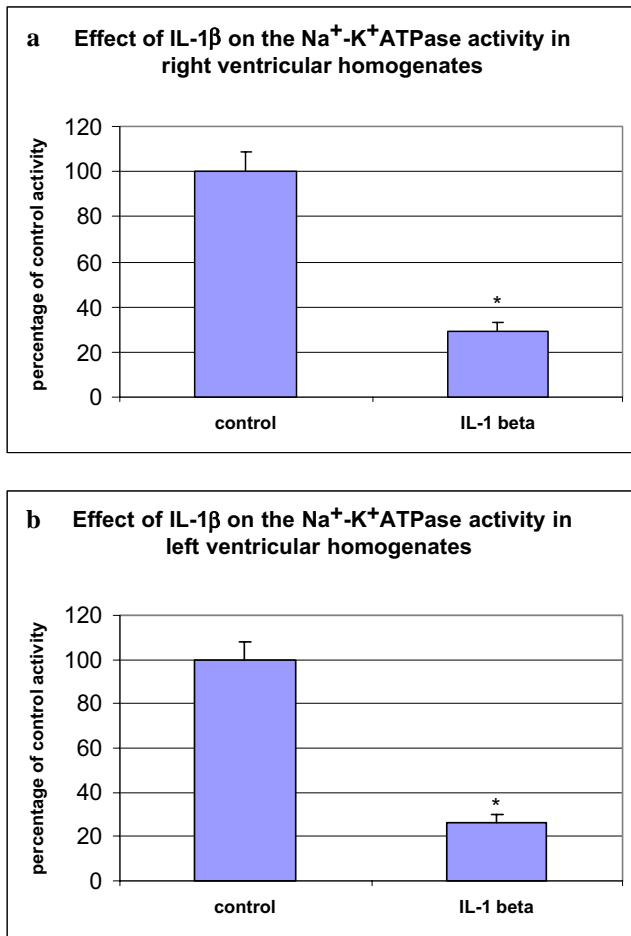 a Effect of IL-1β on the Na+-K+ATPase activity in
right ventricular homogenates
percentage of control activity
120
100
80
60
40
20
0
*
control IL-1 beta
b Effect of IL-1β on the Na+-K+ATPase activity in
left ventricular homogenates
percentage of control activity
120
100
80
60
40
20
0
*
control IL-1 beta